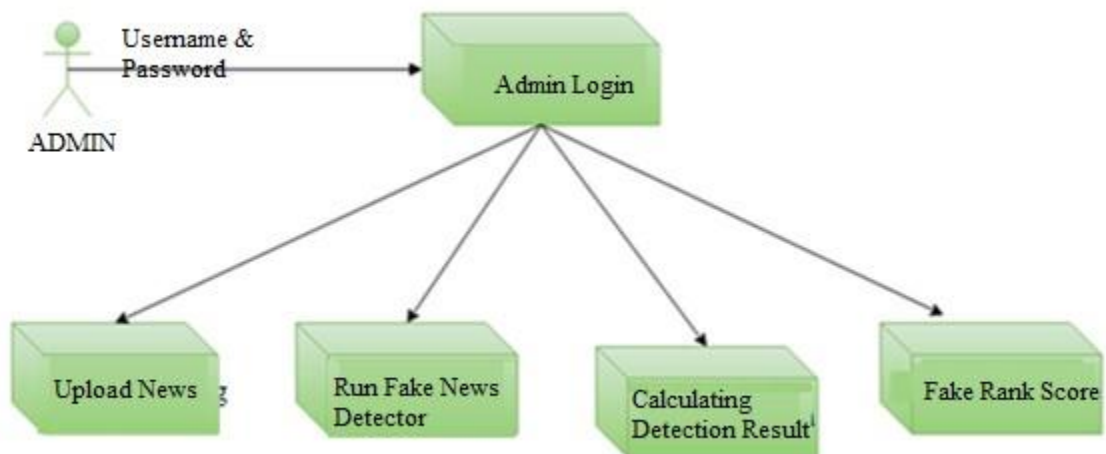 Username &
Password
Admin Login
ADMIN
Upload News g
Run Fake News
Detector
Calculating
Detection Result
Fake Rank Score